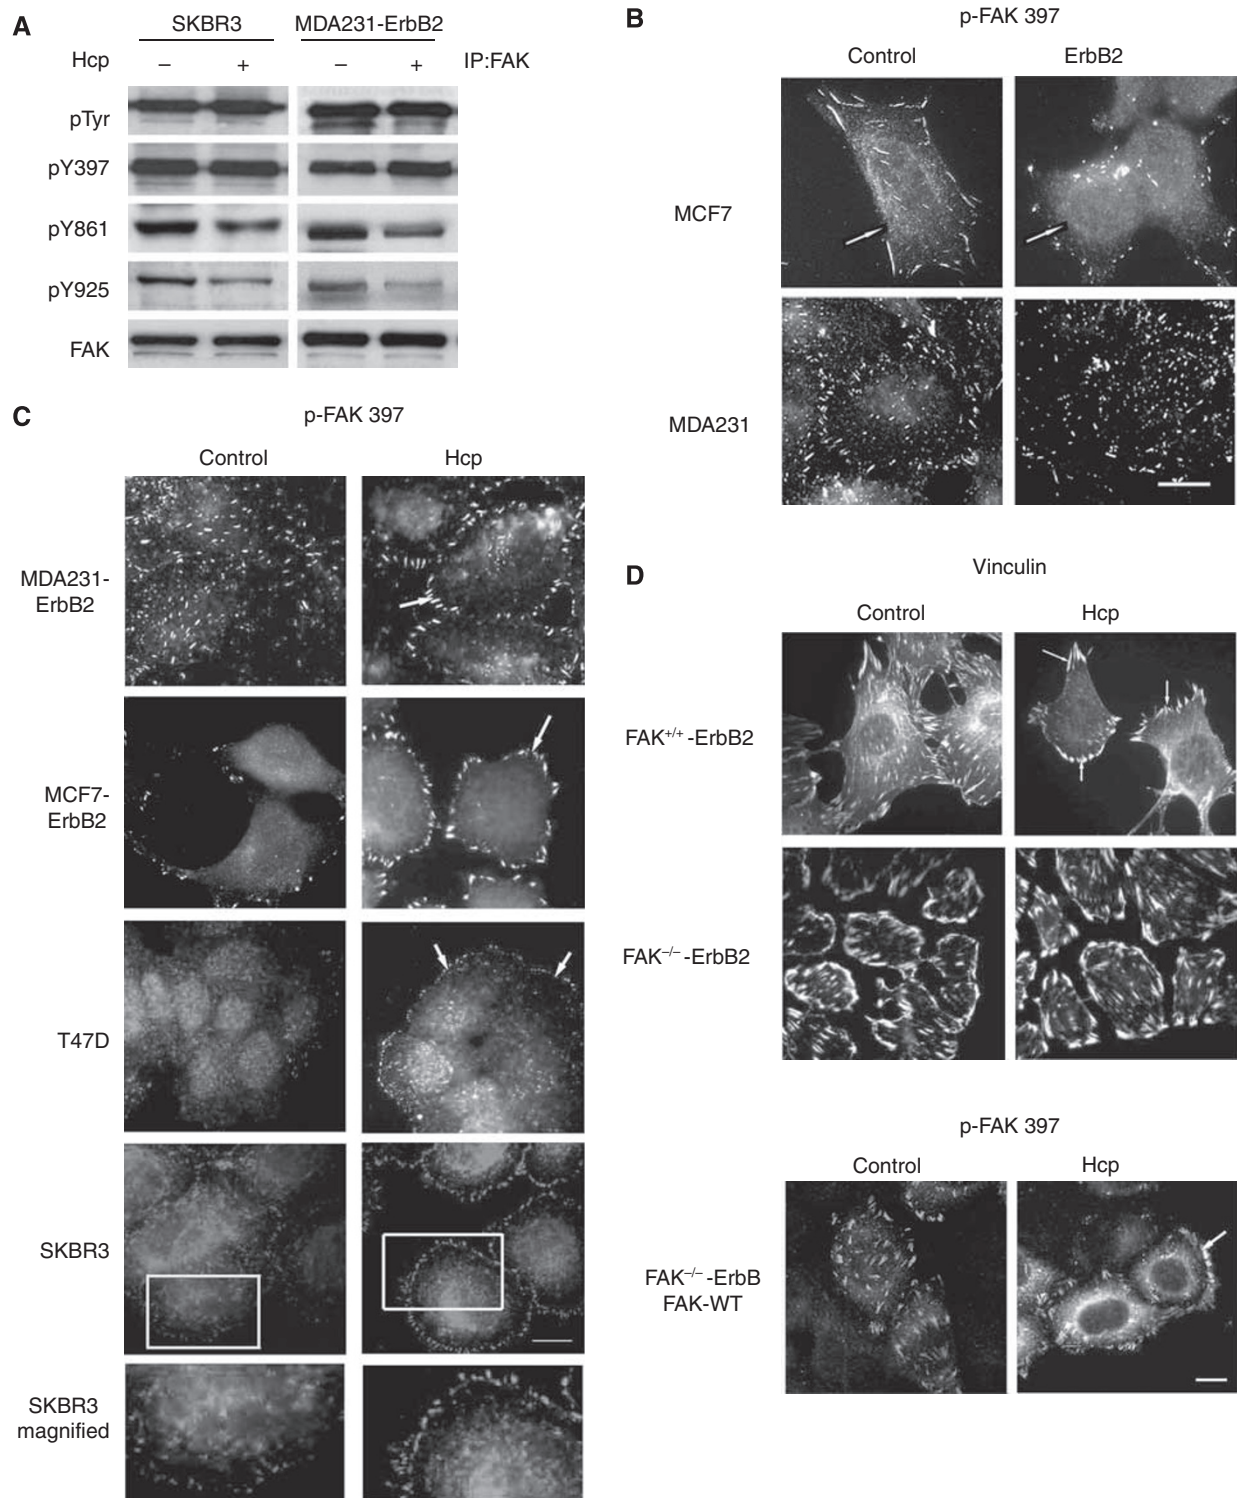 A
SKBR3 MDA231-ErbB2
Hcp – + – + IP:FAK
pTyr
pY397
pY861
pY925
FAK
B
p-FAK 397
Control ErbB2
MCF7
MDA231
C
p-FAK 397
Control Hcp
MDA231-
ErbB2
MCF7-
ErbB2
T47D
SKBR3
SKBR3
magnified
D
Vinculin
Control Hcp
FAK+/+ -ErbB2
FAK–/– -ErbB2
p-FAK 397
Control Hcp
FAK–/– -ErbB
FAK-WT